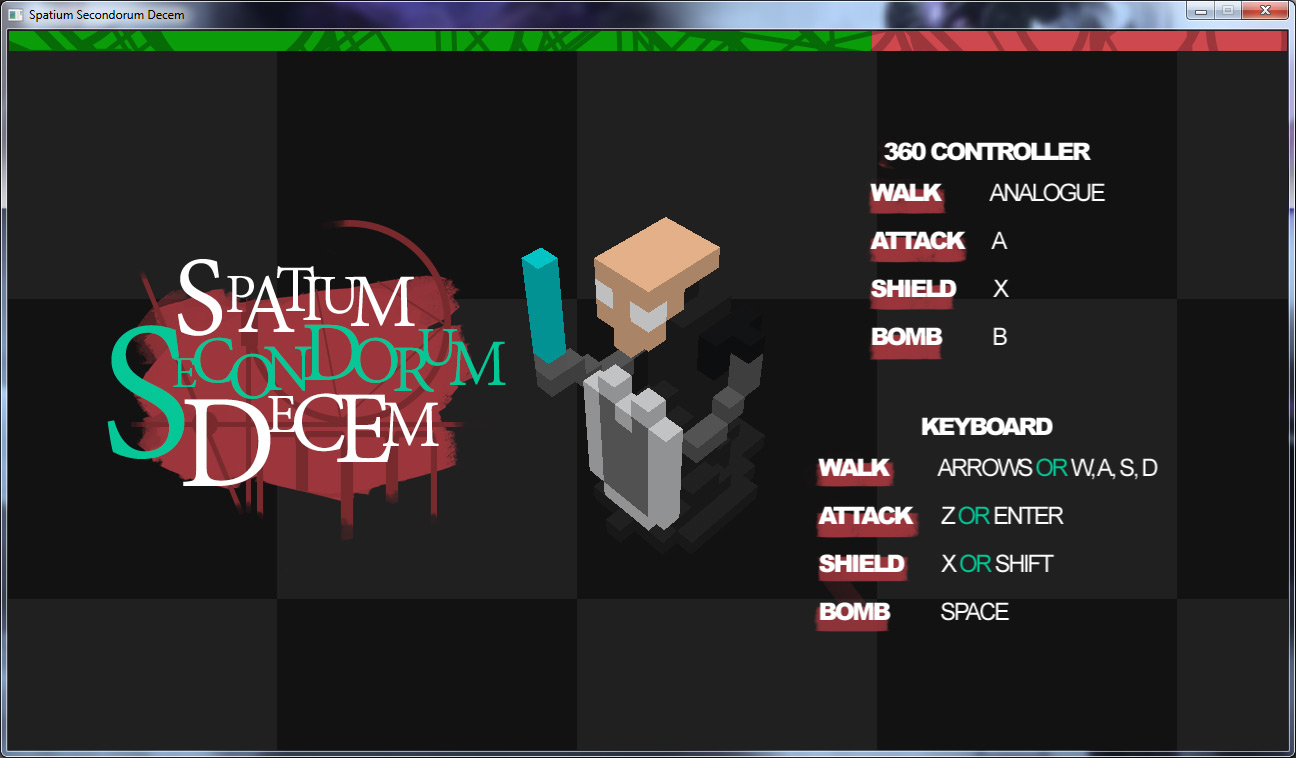 Spatium Secondorum Decem
SPATIUM
SECONDORUM
DECEM
360 CONTROLLER
WALK ANALOGUE
ATTACK A
SHIELD X
BOMB B
KEYBOARD
WALK ARROWS OR W, A, S, D
ATTACK Z OR ENTER
SHIELD X OR SHIFT
BOMB SPACE